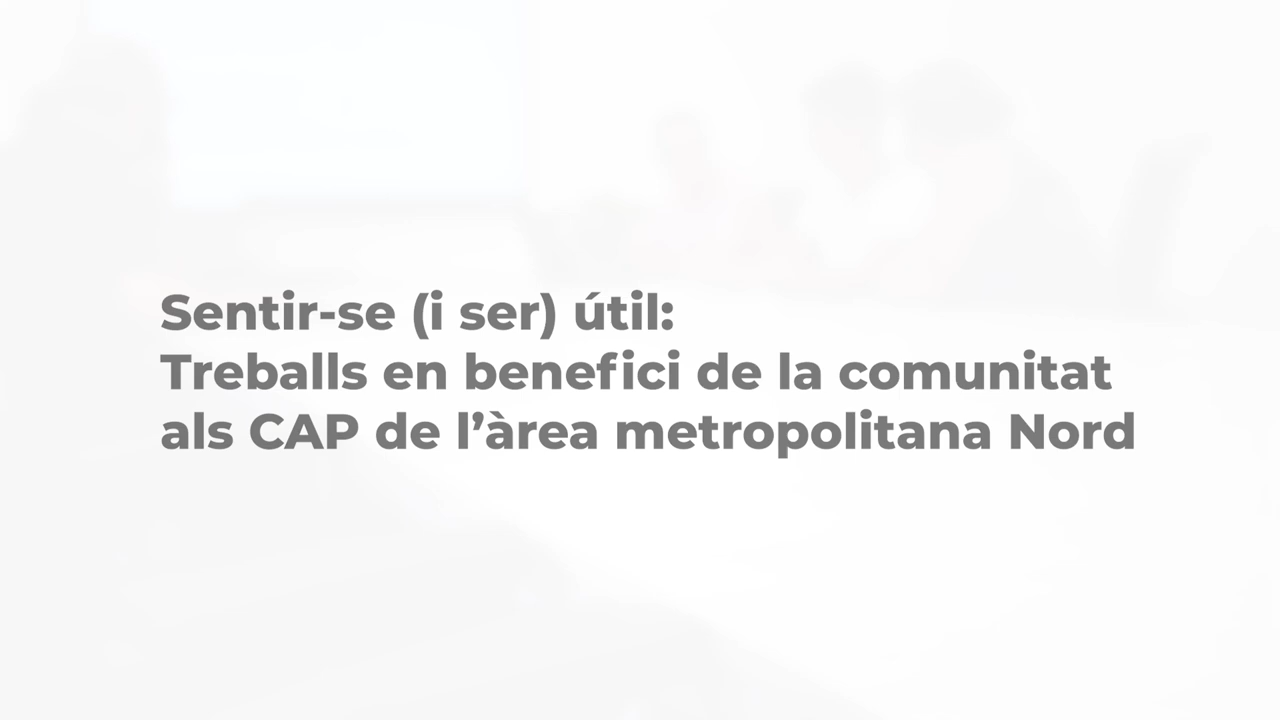 Sentir-se (i ser) útil:
Treballs en benefici de la comunitat
als CAP de l’àrea metropolitana Nord